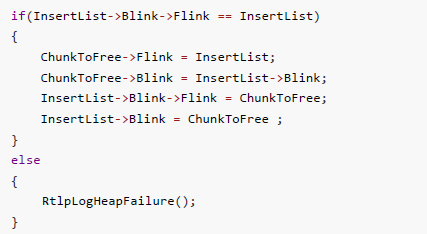 if(InsertList->Blink->Flink == InsertList)
{
ChunkToFree->Flink = InsertList;
ChunkToFree->Blink = InsertList->Blink;
InsertList->Blink->Flink = ChunkToFree;
InsertList->Blink = ChunkToFree ;
}
else
{
RtlpLogHeapFailure();
}